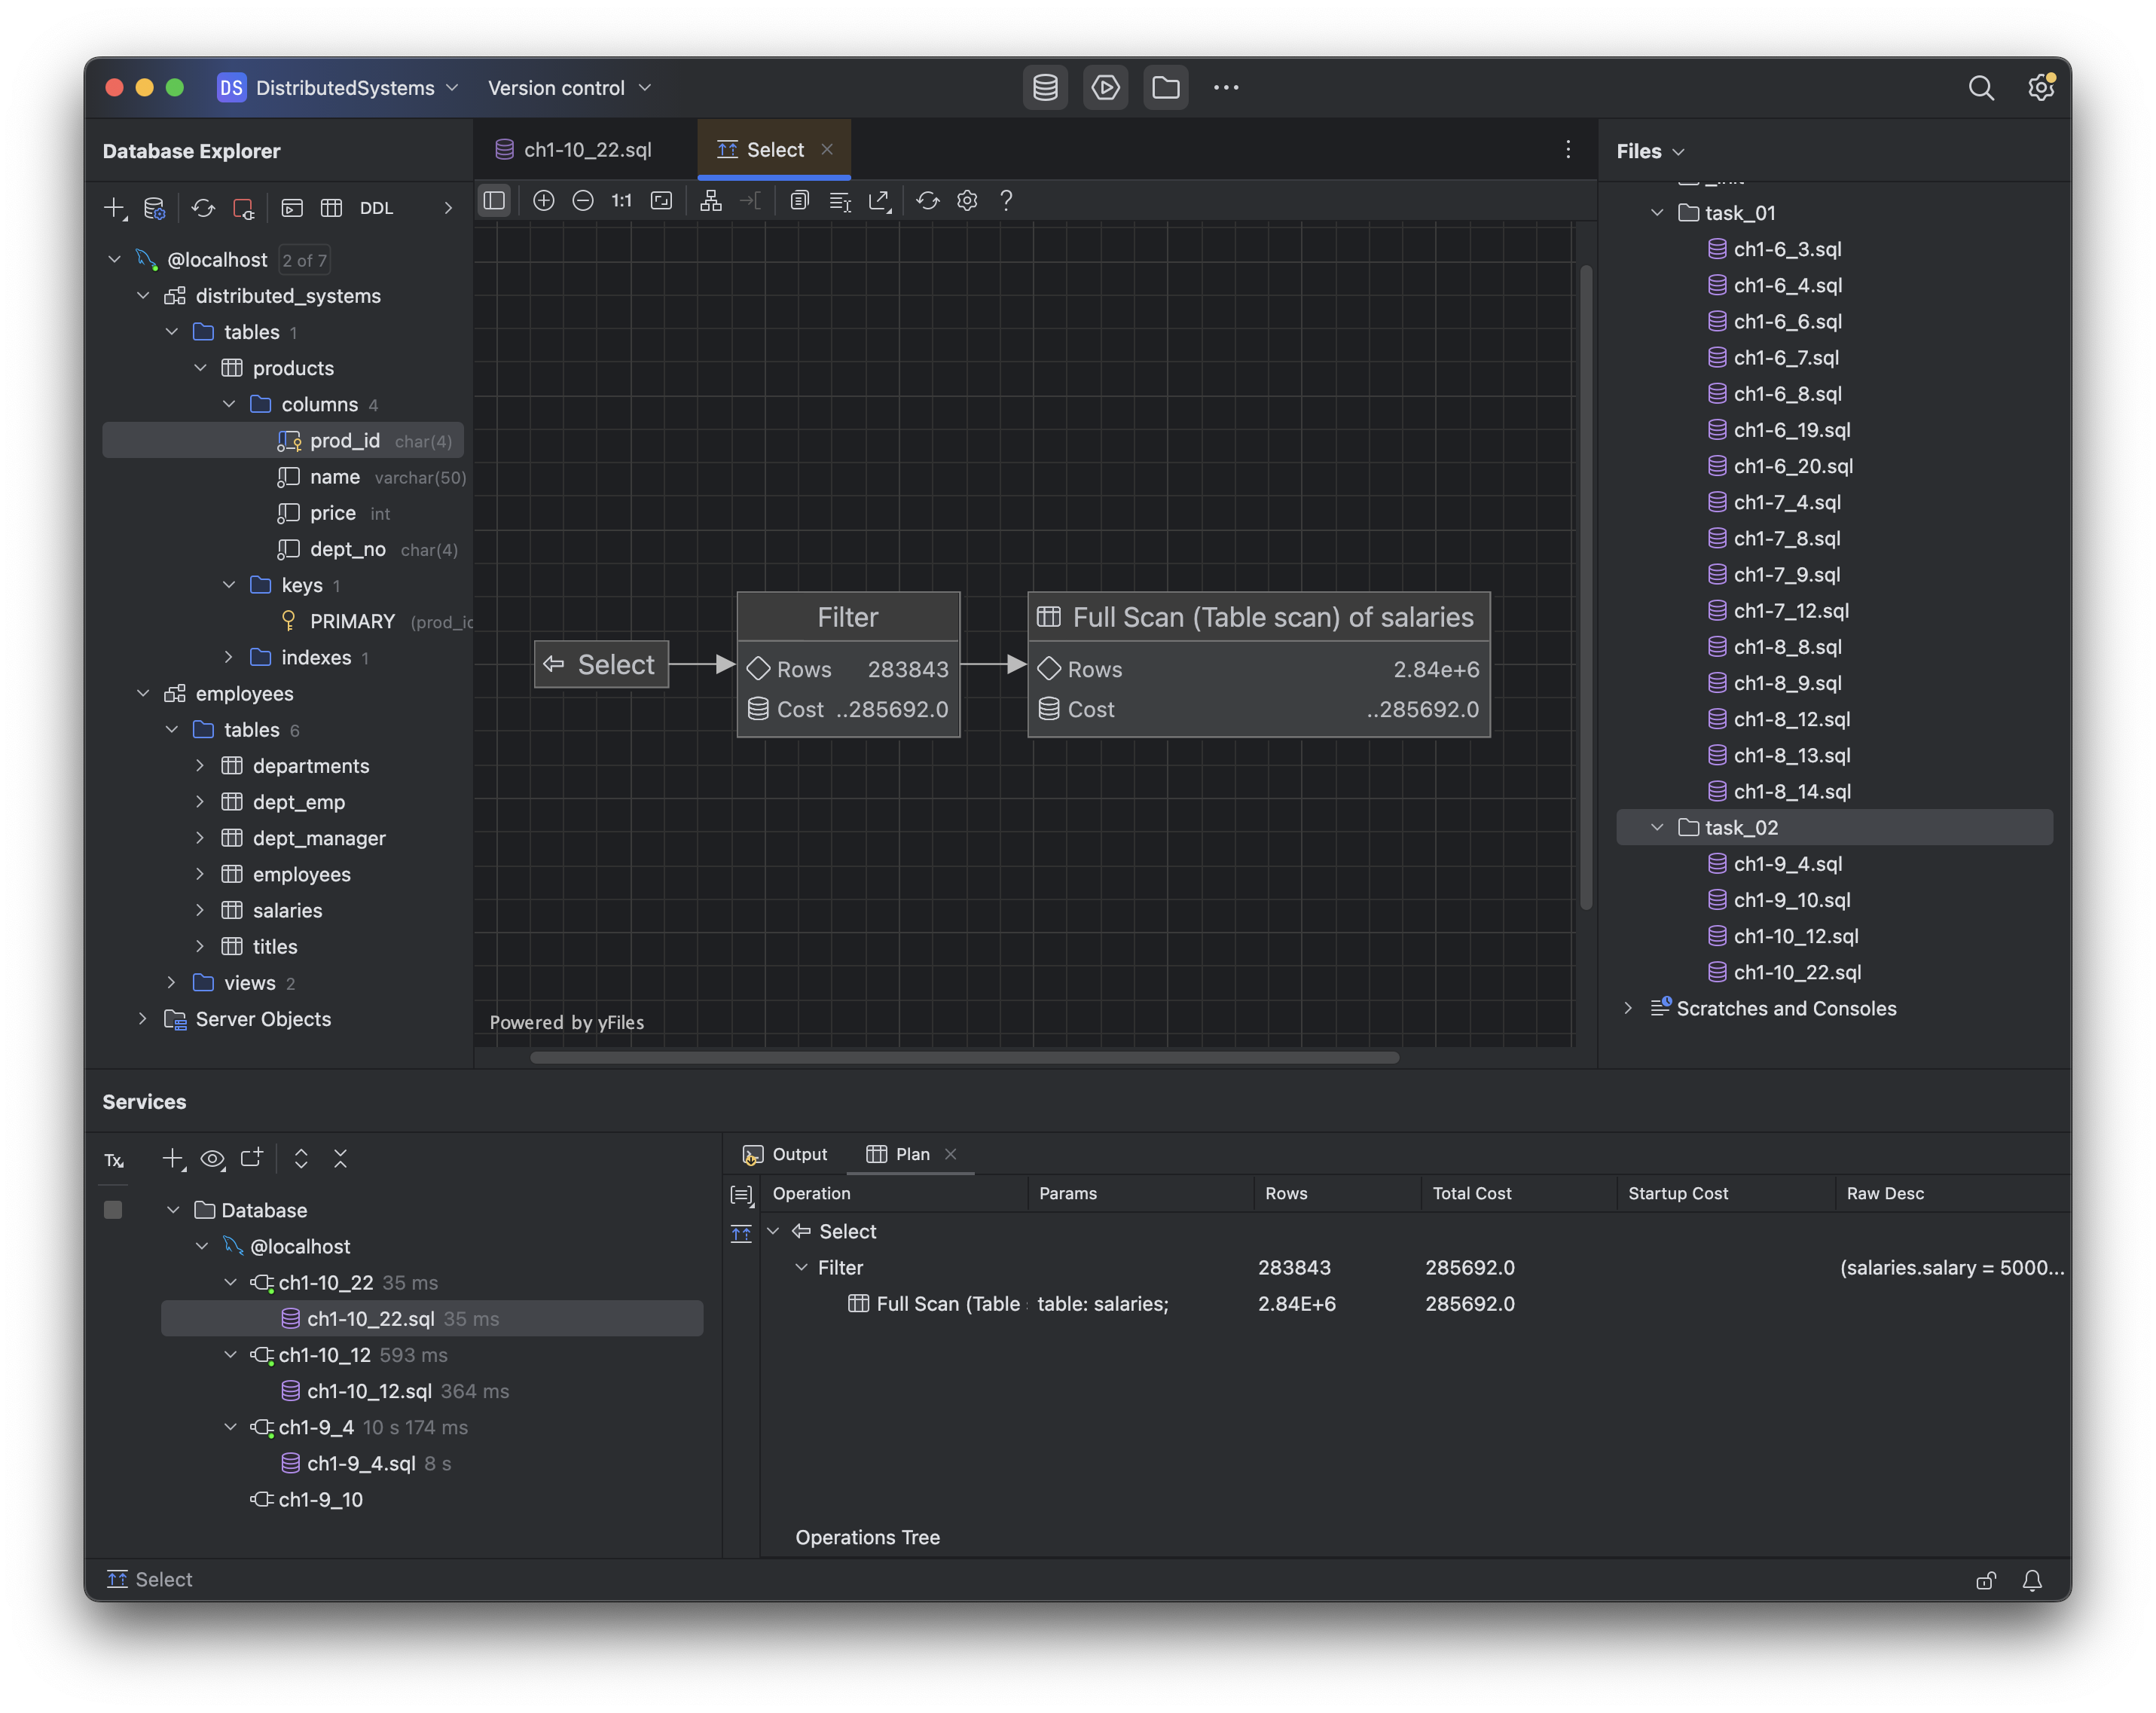 DS DistributedSystems Version control
Database Explorer
DDL
@localhost 2 of 7
distributed_systems
tables 1
products
columns 4
prod_id char(4)
name varchar(50)
price int
dept_no char(4)
keys 1
PRIMARY (prod_ic
indexes 1
employees
tables 6
departments
dept_emp
dept_manager
employees
salaries
titles
views 2
Server Objects
ch1-10_22.sql Select
1:1
Select
Filter
Rows 283843
Cost ..285692.0
Full Scan (Table scan) of salaries
Rows 2.84e+6
Cost ..285692.0
Powered by yFiles
Files
task_01
ch1-6_3.sql
ch1-6_4.sql
ch1-6_6.sql
ch1-6_7.sql
ch1-6_8.sql
ch1-6_19.sql
ch1-6_20.sql
ch1-7_4.sql
ch1-7_8.sql
ch1-7_9.sql
ch1-7_12.sql
ch1-8_8.sql
ch1-8_9.sql
ch1-8_12.sql
ch1-8_13.sql
ch1-8_14.sql
task_02
ch1-9_4.sql
ch1-9_10.sql
ch1-10_12.sql
ch1-10_22.sql
Scratches and Consoles
Services
Tx
Database
@localhost
ch1-10_22 35 ms
ch1-10_22.sql 35 ms
ch1-10_12 593 ms
ch1-10_12.sql 364 ms
ch1-9_4 10 s 174 ms
ch1-9_4.sql 8 s
ch1-9_10
Output Plan
Operation Params Rows Total Cost Startup Cost Raw Desc
Select
Filter 283843 285692.0 (salaries.salary = 5000...
Full Scan (Table table: salaries; 2.84E+6 285692.0
Operations Tree
Select